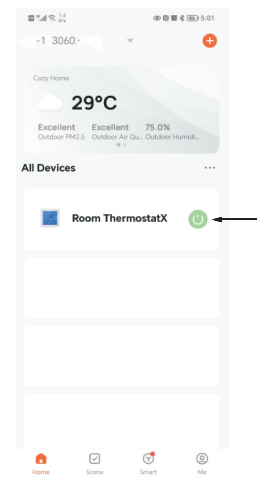 5:01
-1 3060
Cozy Home
29°C
Excellent Excellent 75.0%
Outdoor PM2.5 Outdoor Air Qu.. Outdoor Humidi...
All Devices
Room ThermostatX
Home Scene Smart Me